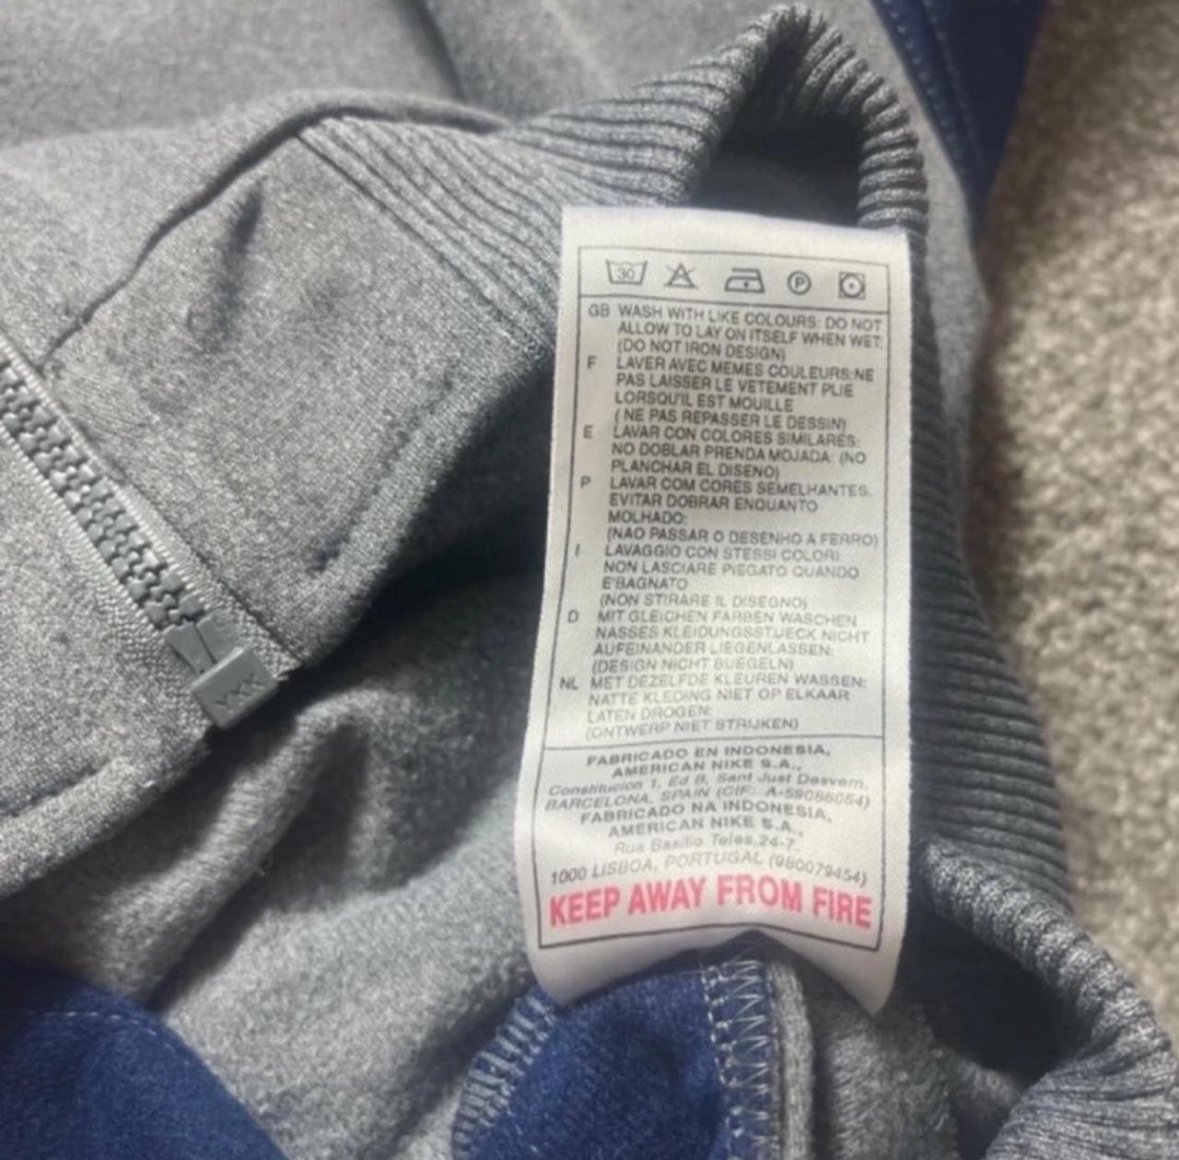 30
P
GB WASH WITH LIKE COLOURS: DO NOT
ALLOW TO LAY ON ITSELF WHEN WET:
(DO NOT IRON DESIGN)
F LAVER AVEC MEMES COULEURS:NE
PAS LAISSER LE VETEMENT PLIE
LORSQU'IL EST MOUILLE
( NE PAS REPASSER LE DESSIN)
E LAVAR CON COLORES SIMILARES:
NO DOBLAR PRENDA MOJADA: (NO
PLANCHAR EL DISENO)
P LAVAR COM CORES SEMELHANTES.
EVITAR DOBRAR ENQUANTO
MOLHADO:
(NAO PASSAR O DESENHO A FERRO)
I LAVAGGIO CON STESSI COLORI:
NON LASCIARE PIEGATO QUANDO
E'BAGNATO
(NON STIRARE IL DISEGNO)
D MIT GLEICHEN FARBEN WASCHEN
NASSES KLEIDUNGSSTUECK NICHT
AUFEINANDER LIEGENLASSEN:
(DESIGN NICHT BUEGELN)
NL MET DEZELFDE KLEUREN WASSEN:
NATTE KLEDING NIET OP ELKAAR
LATEN DROGEN:
(ONTWERP NIET STRIJKEN)
FABRICADO EN INDONESIA,
AMERICAN NIKE S.A.,
Constitucion 1, Ed 8, Sant Just Desvern,
BARCELONA, SPAIN (CIF: A-59088054)
FABRICADO NA INDONESIA,
AMERICAN NIKE S.A.,
Rua Basilio Teles 24-7
1000 LISBOA, PORTUGAL (980079454)
KEEP AWAY FROM FIRE